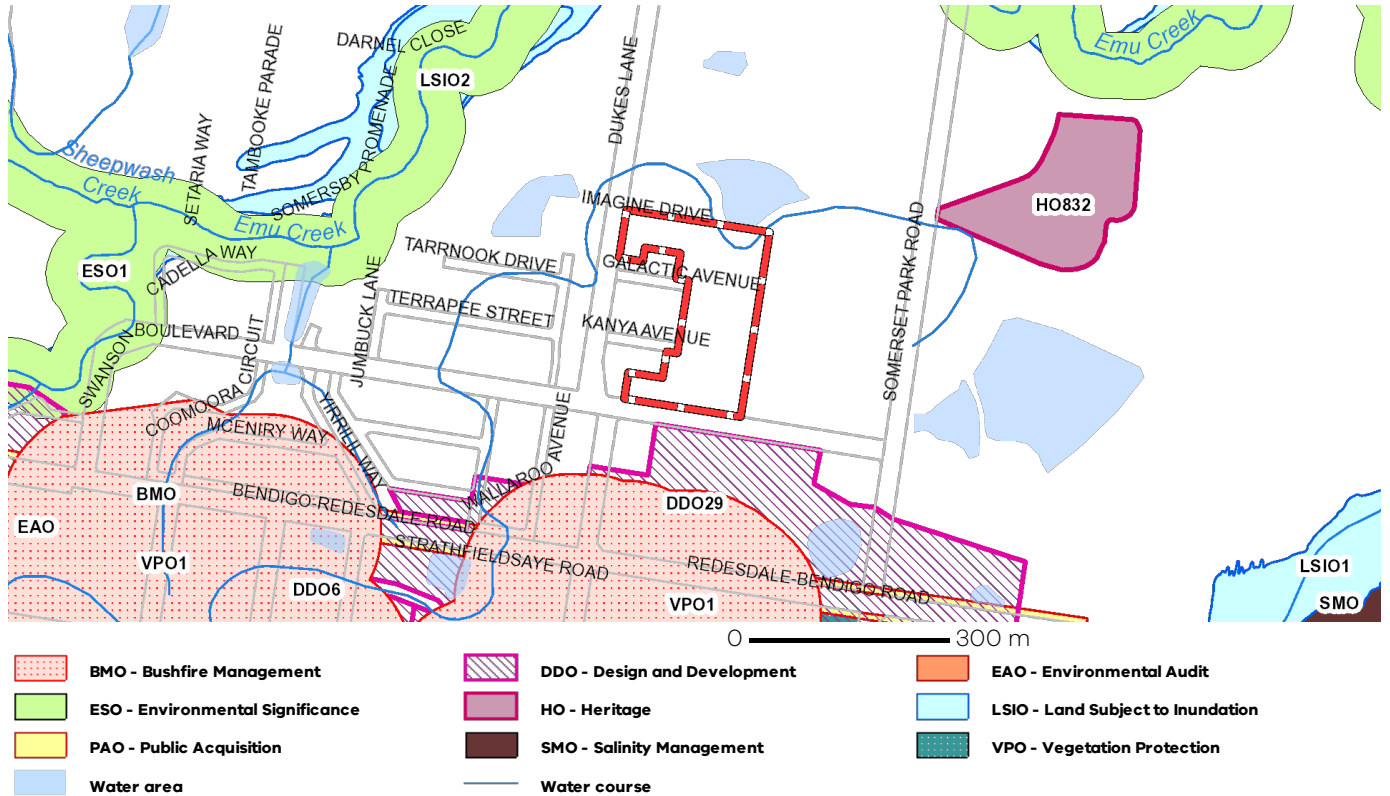 DARNEL CLOSE
Emu Creek
LSIO2
TAMBOOKE PARADE
DUKES LANE
SETARIA WAY
SOMERSBY PROMENADE
Sheepwash
Creek
Emu Creek
IMAGINE DRIVE
HO832
SOMERSET PARK ROAD
TARRNOOK DRIVE
GALACTIC AVENUE
CADELLA WAY
ESO1
JUMBUCK LANE
TERRAPEE STREET
KANYA AVENUE
BOULEVARD
SWANSON
COOMOORA CIRCUIT
MCENIRY WAY
YIRRILIL WAY
WALLAROO AVENUE
BMO
BENDIGO-REDESDALE ROAD
DDO29
EAO
STRATHFIELDSAYE ROAD
REDESDALE-BENDIGO ROAD
VPO1
DDO6
VPO1
LSIO1
SMO
0 300 m
BMO - Bushfire Management
DDO - Design and Development
EAO - Environmental Audit
ESO - Environmental Significance
HO - Heritage
LSIO - Land Subject to Inundation
PAO - Public Acquisition
SMO - Salinity Management
VPO - Vegetation Protection
Water area
Water course